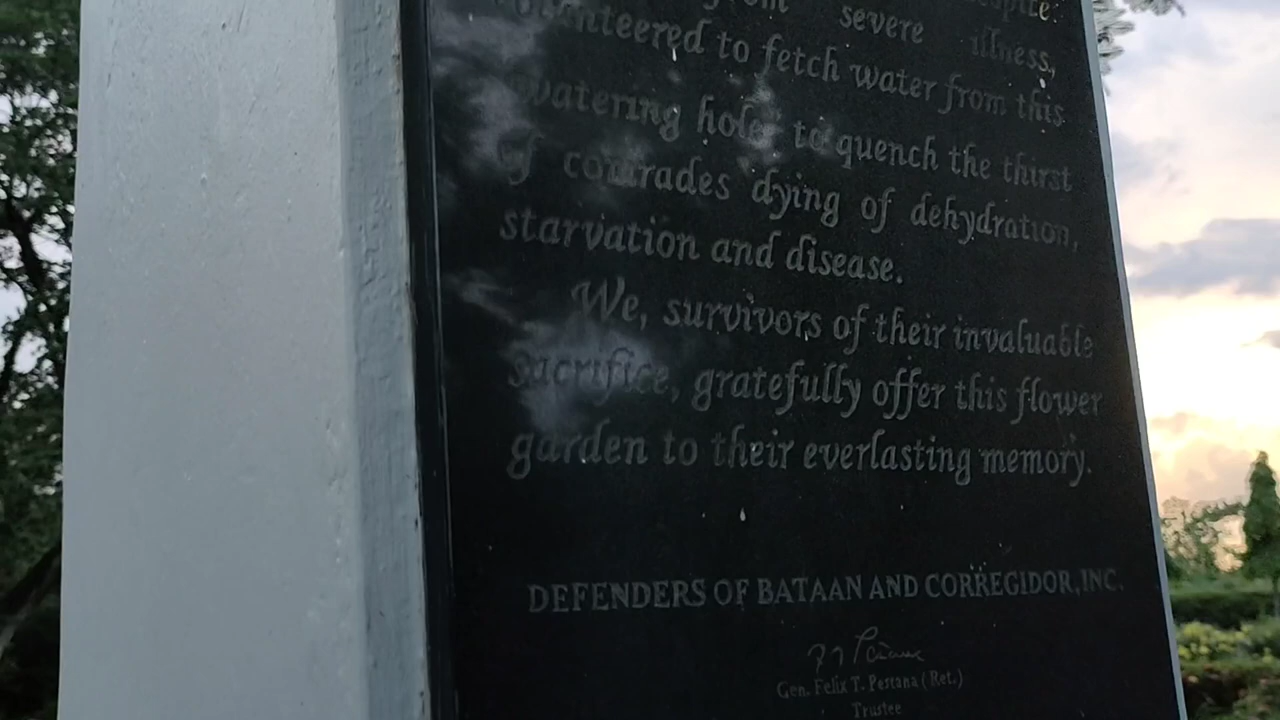 severe illness,
volunteered to fetch water from this
watering hole to quench the thirst
of comrades dying of dehydration,
starvation and disease.
We, survivors of their invaluable
sacrifice, gratefully offer this flower
garden to their everlasting memory.
DEFENDERS OF BATAAN AND CORREGIDOR, INC.
Gen. Felix T. Pestana (Ret.)
Trustee